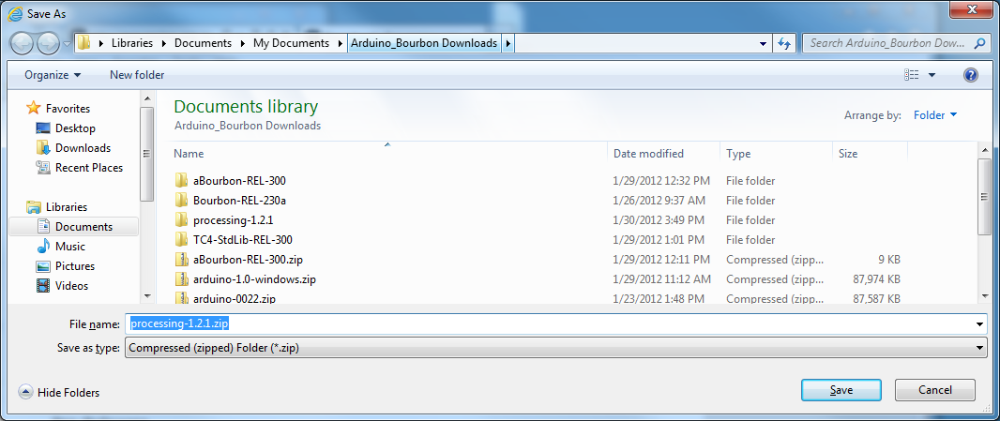 Save As
Libraries Documents My Documents Arduino_Bourbon Downloads Search Arduino_Bourbon Dow...
Organize New folder
Favorites
Desktop
Downloads
Recent Places
Libraries
Documents
Music
Pictures
Videos
Documents library
Arduino_Bourbon Downloads
Arrange by: Folder
Name Date modified Type Size
aBourbon-REL-300 1/29/2012 12:32 PM File folder
Bourbon-REL-230a 1/26/2012 9:37 AM File folder
processing-1.2.1 1/30/2012 3:49 PM File folder
TC4-StdLib-REL-300 1/29/2012 1:01 PM File folder
aBourbon-REL-300.zip 1/29/2012 12:11 PM Compressed (zipp... 9 KB
arduino-1.0-windows.zip 1/29/2012 11:12 AM Compressed (zipp... 87,974 KB
arduino-0022.zip 1/23/2012 1:48 PM Compressed (zipp... 87,587 KB
File name: processing-1.2.1.zip
Save as type: Compressed (zipped) Folder (*.zip)
Hide Folders Save Cancel